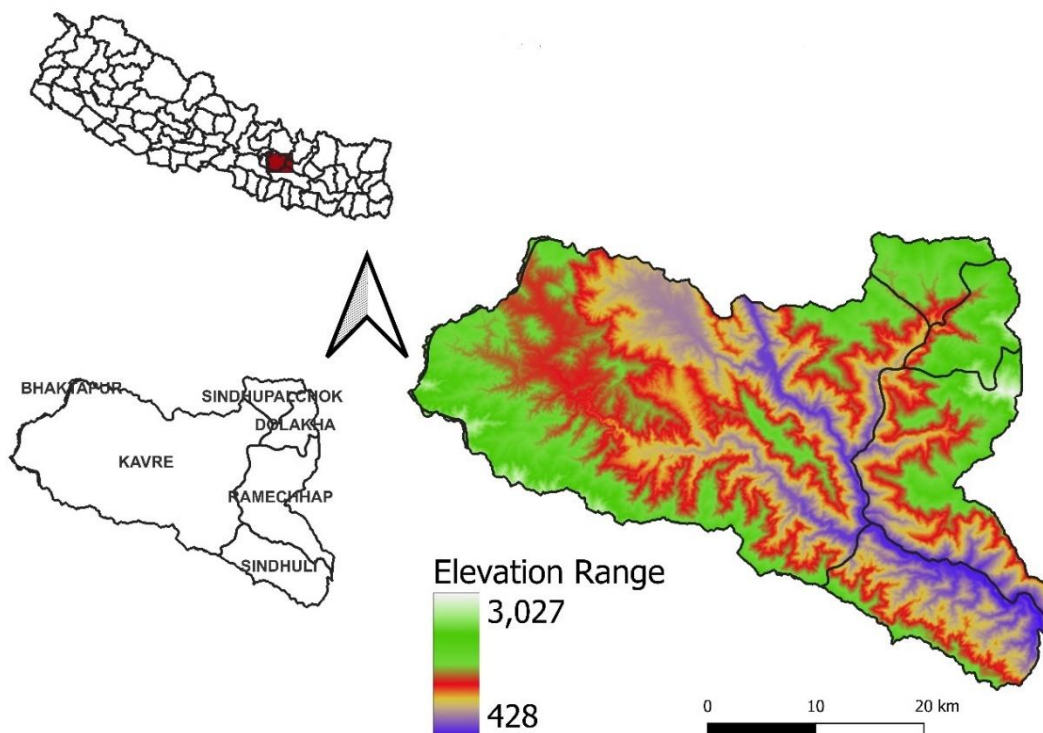 BHAKTAPUR
SINDHUPALCHOK
DOLAKHA
KAVRE
RAMECHHAP
SINDHULI
Elevation Range
3,027
428
0 10 20 km